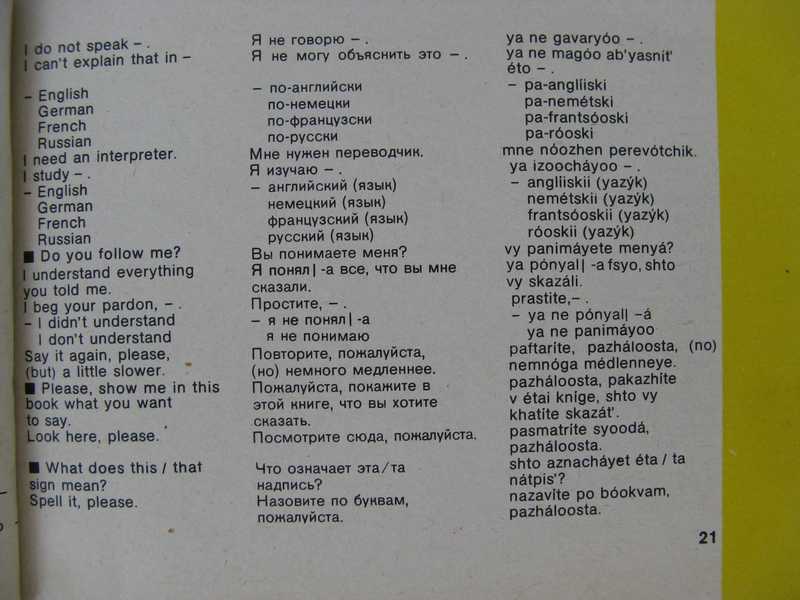 I do not speak – .
I can't explain that in –
– English
German
French
Russian
I need an interpreter.
I study – .
– English
German
French
Russian
■ Do you follow me?
I understand everything
you told me.
I beg your pardon, – .
– I didn't understand
I don't understand
Say it again, please,
(but) a little slower.
■ Please, show me in this
book what you want
to say.
Look here, please.
■ What does this / that
sign mean?
Spell it, please.
Я не говорю – .
Я не могу объяснить это – .
– по-английски
по-немецки
по-французски
по-русски
Мне нужен переводчик.
Я изучаю – .
– английский (язык)
немецкий (язык)
французский (язык)
русский (язык)
Вы понимаете меня?
Я понял| -а все, что вы мне
сказали.
Простите, – .
– я не понял| -а
я не понимаю
Повторите, пожалуйста,
(но) немного медленнее.
Пожалуйста, покажите в
этой книге, что вы хотите
сказать.
Посмотрите сюда, пожалуйста.
Что означает эта/та
надпись?
Назовите по буквам,
пожалуйста.
ya ne gavaryóo – .
ya ne magóo ab'yasnít'
éto – .
– pa-anglíiski
pa-nemétski
pa-frantsóoski
pa-róoski
mne nóozhen perevótchik.
ya izoocháyoo – .
– anglíiskii (yazýk)
nemétskii (yazýk)
frantsóoskii (yazýk)
róoskii (yazýk)
vy panimáyete menyá?
ya pónyal| -a fsyo, shto
vy skazáli.
prastíte,– .
– ya ne pónyal| -á
ya ne panimáyoo
paftaríte, pazháloosta, (no)
nemnóga médlenneye.
pazháloosta, pakazhíte
v étai kníge, shto vy
khatíte skazát'.
pasmatríte syoodá,
pazháloosta.
shto aznacháyet éta / ta
nátpis'?
nazavíte po bóokvam,
pazháloosta.
21